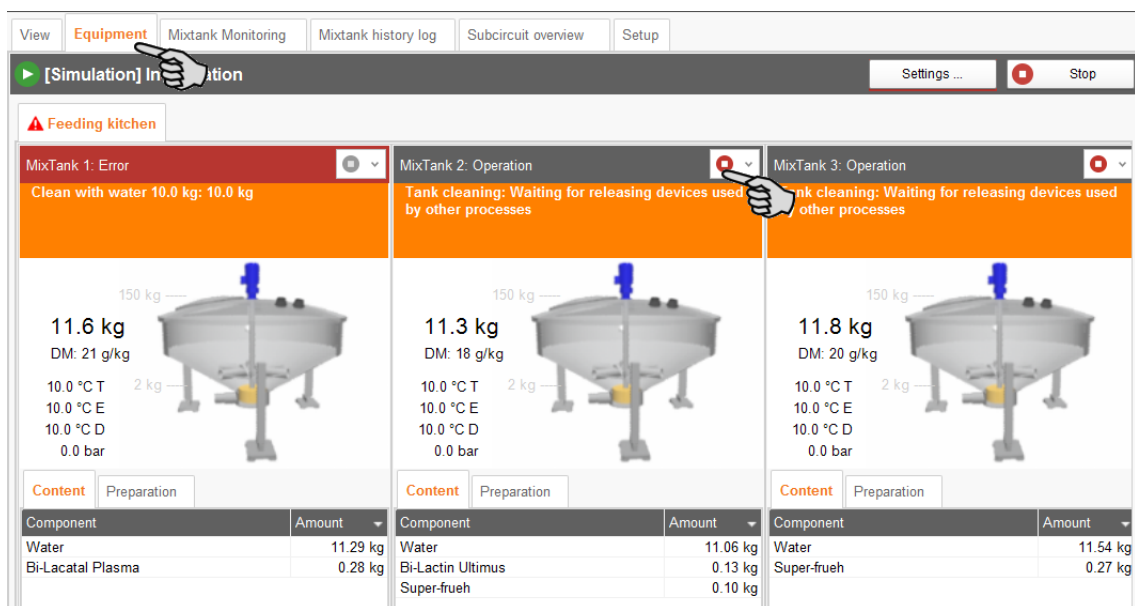 View Equipment Mixtank Monitoring Mixtank history log Subcircuit overview Setup
[Simulation] In ation Settings ... Stop
Feeding kitchen
MixTank 1: Error
Clean with water 10.0 kg: 10.0 kg
150 kg
11.6 kg
DM: 21 g/kg
10.0 °C T 2 kg
10.0 °C E
10.0 °C D
0.0 bar
Content Preparation
Component Amount
Water 11.29 kg
Bi-Lacatal Plasma 0.28 kg
MixTank 2: Operation
Tank cleaning: Waiting for releasing devices used
by other processes
150 kg
11.3 kg
DM: 18 g/kg
10.0 °C T 2 kg
10.0 °C E
10.0 °C D
0.0 bar
Content Preparation
Component Amount
Water 11.06 kg
Bi-Lactin Ultimus 0.13 kg
Super-frueh 0.10 kg
MixTank 3: Operation
Tank cleaning: Waiting for releasing devices used
by other processes
150 kg
11.8 kg
DM: 20 g/kg
10.0 °C T 2 kg
10.0 °C E
10.0 °C D
0.0 bar
Content Preparation
Component Amount
Water 11.54 kg
Super-frueh 0.27 kg